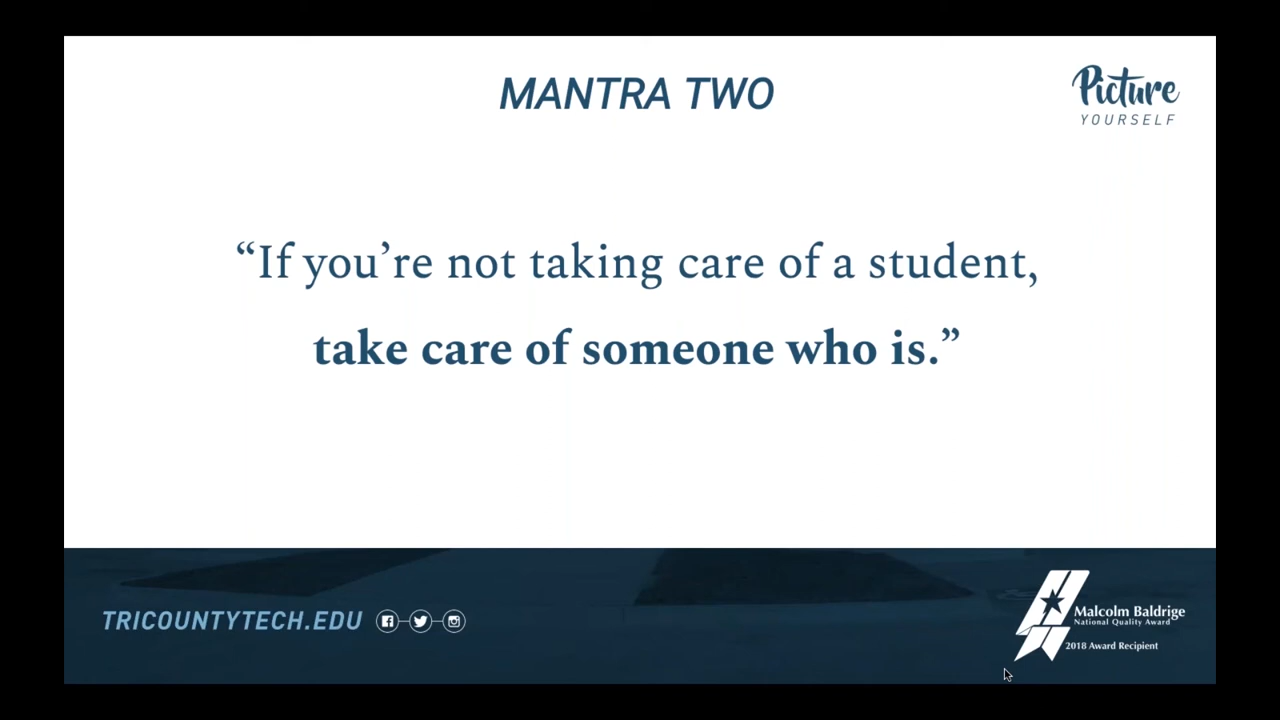 MANTRA TWO
Picture
YOURSELF
“If you’re not taking care of a student,
take care of someone who is.”
TRICOUNTYTECH.EDU
Malcolm Baldrige
National Quality Award
2018 Award Recipient